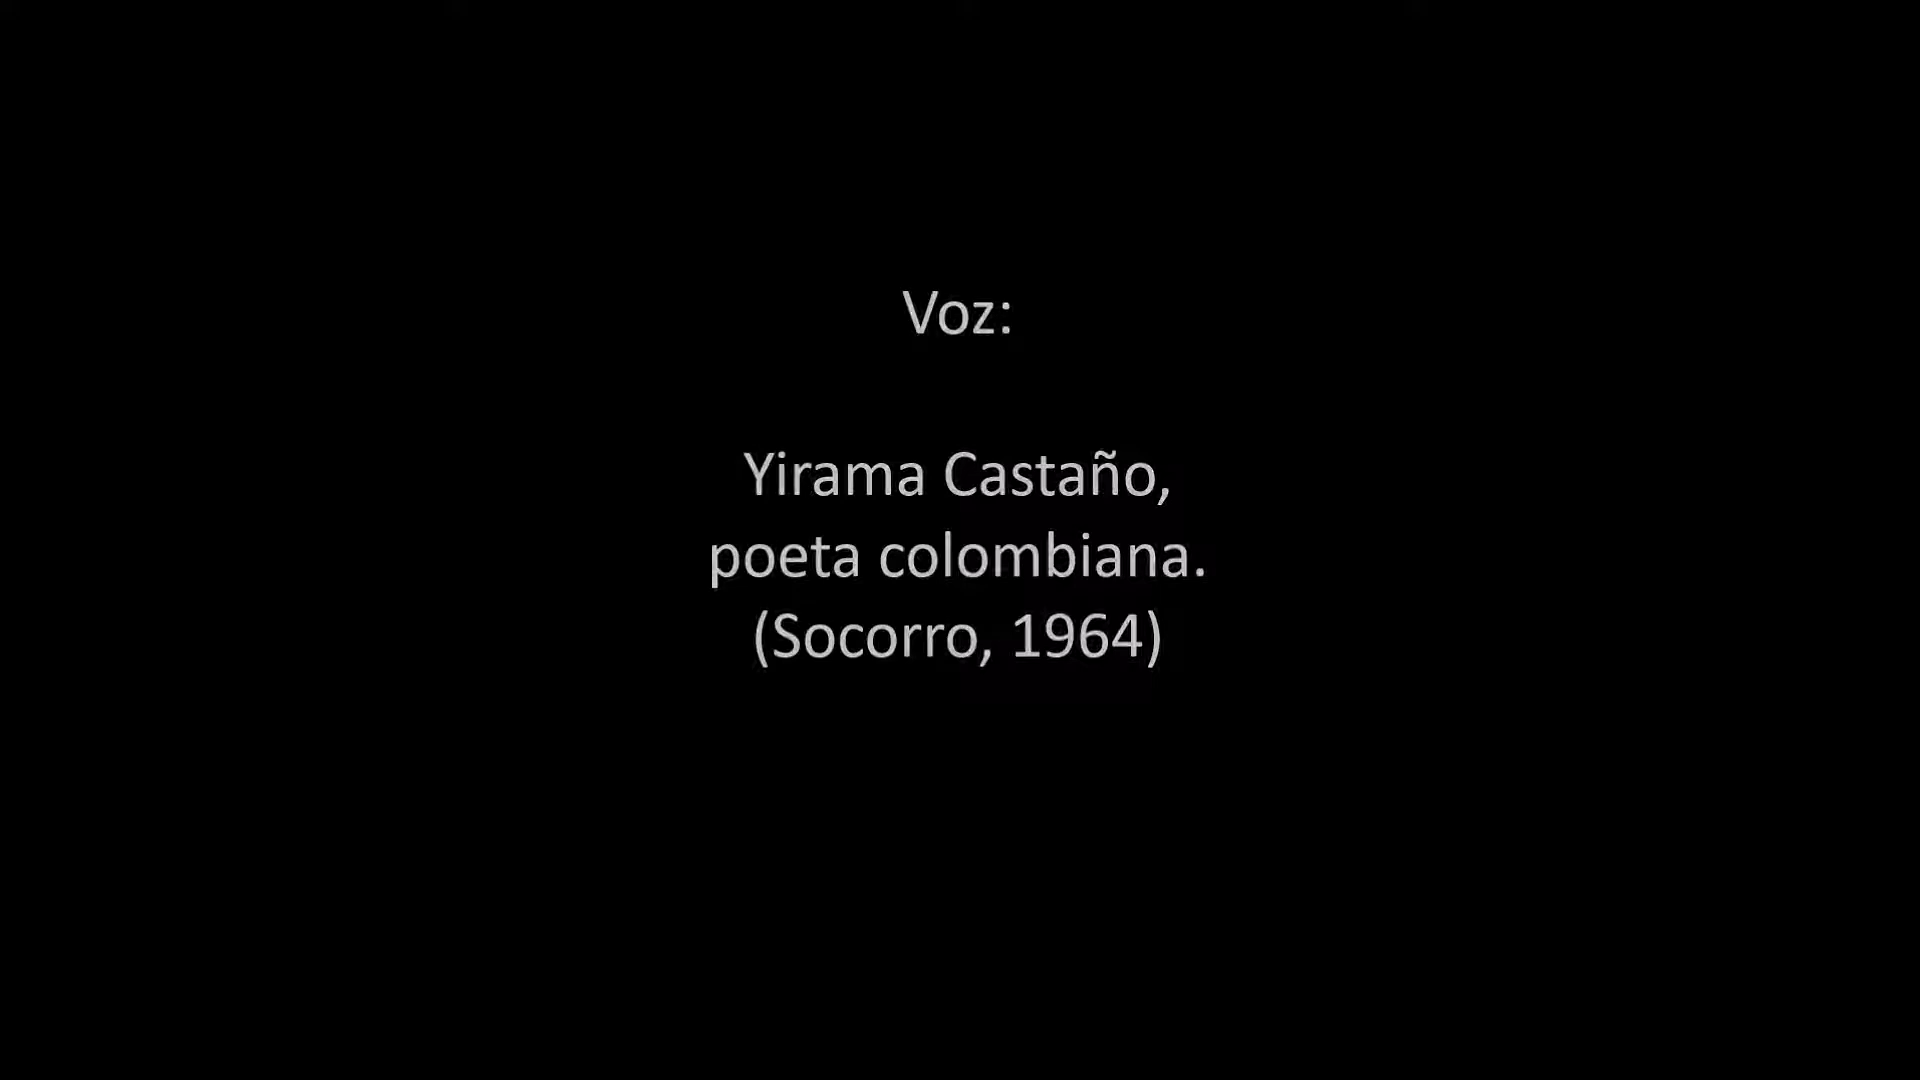 Voz:
Yirama Castaño,
poeta colombiana.
(Socorro, 1964)